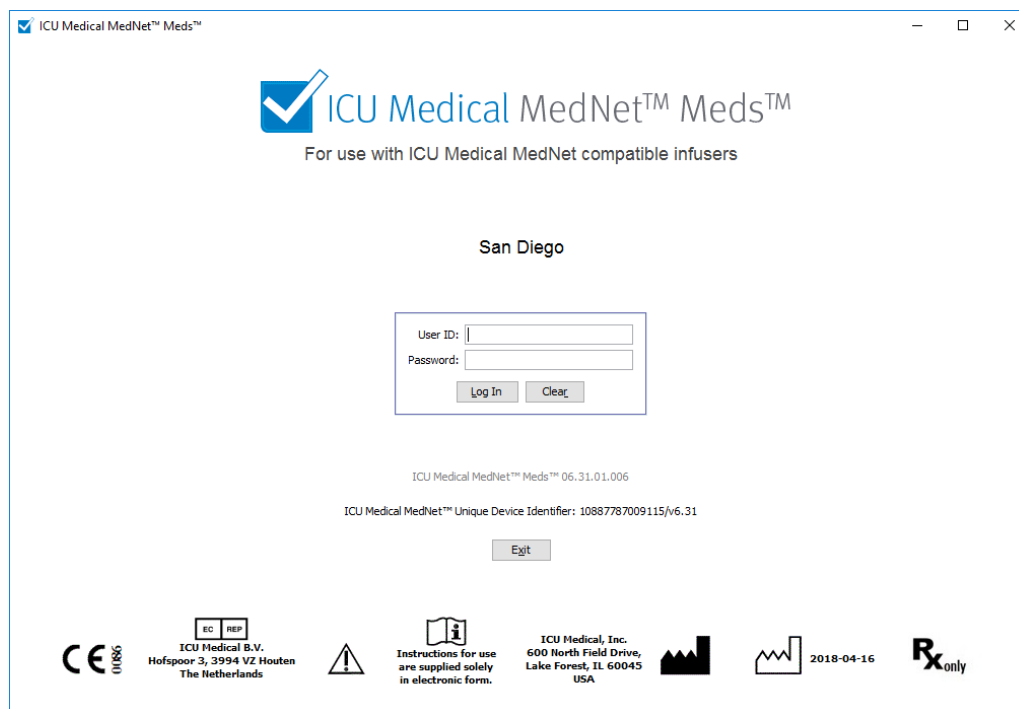 ICU Medical MedNet™ Meds™
ICU Medical MedNet™ Meds™
For use with ICU Medical MedNet compatible infusers
San Diego
User ID:
Password:
Log In Clear
ICU Medical MedNet™ Meds™ 06.31.01.006
ICU Medical MedNet™ Unique Device Identifier: 10887787009115/v6.31
Exit
CE 0086
EC REP
ICU Medical B.V.
Hofspoor 3, 3994 VZ Houten
The Netherlands
i
Instructions for use
are supplied solely
in electronic form.
ICU Medical, Inc.
600 North Field Drive,
Lake Forest, IL 60045
USA
2018-04-16
Rx only